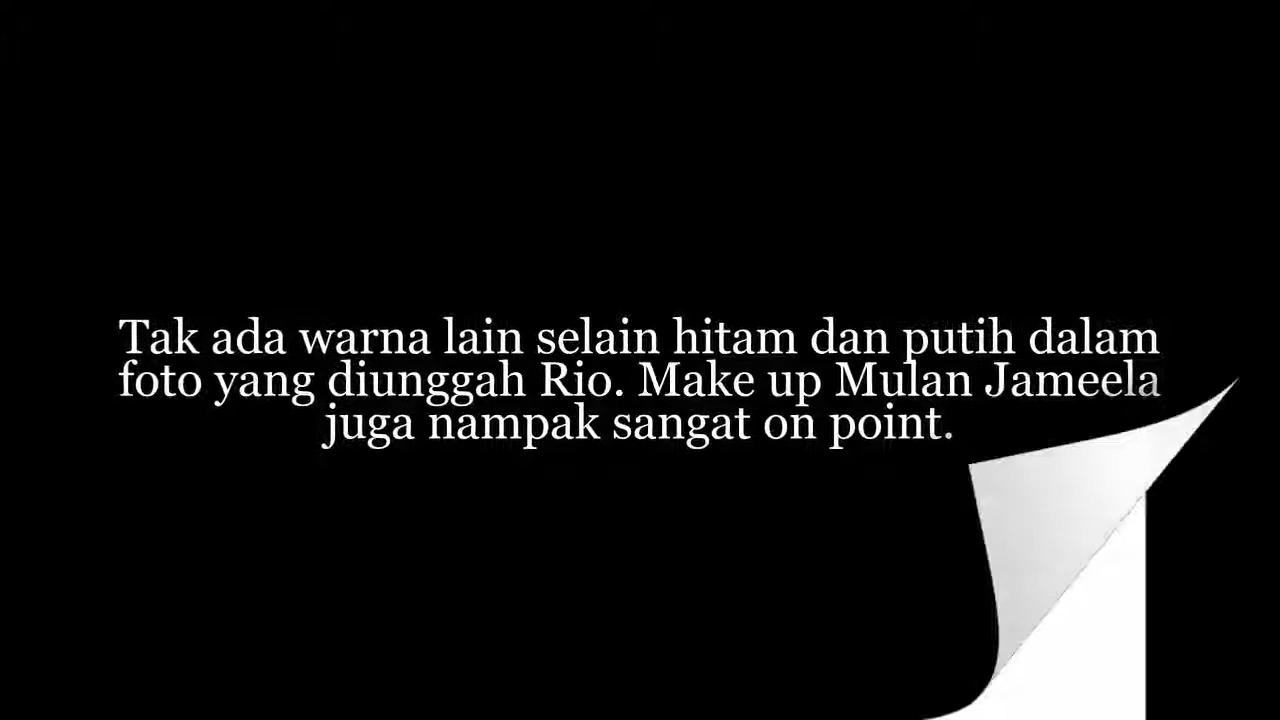 Tak ada warna lain selain hitam dan putih dalam
foto yang diunggah Rio. Make up Mulan Jameela
juga nampak sangat on point.